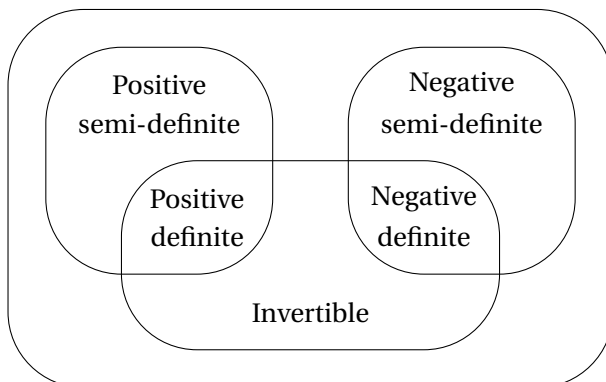 Positive
semi-definite
Negative
semi-definite
Positive
definite
Negative
definite
Invertible